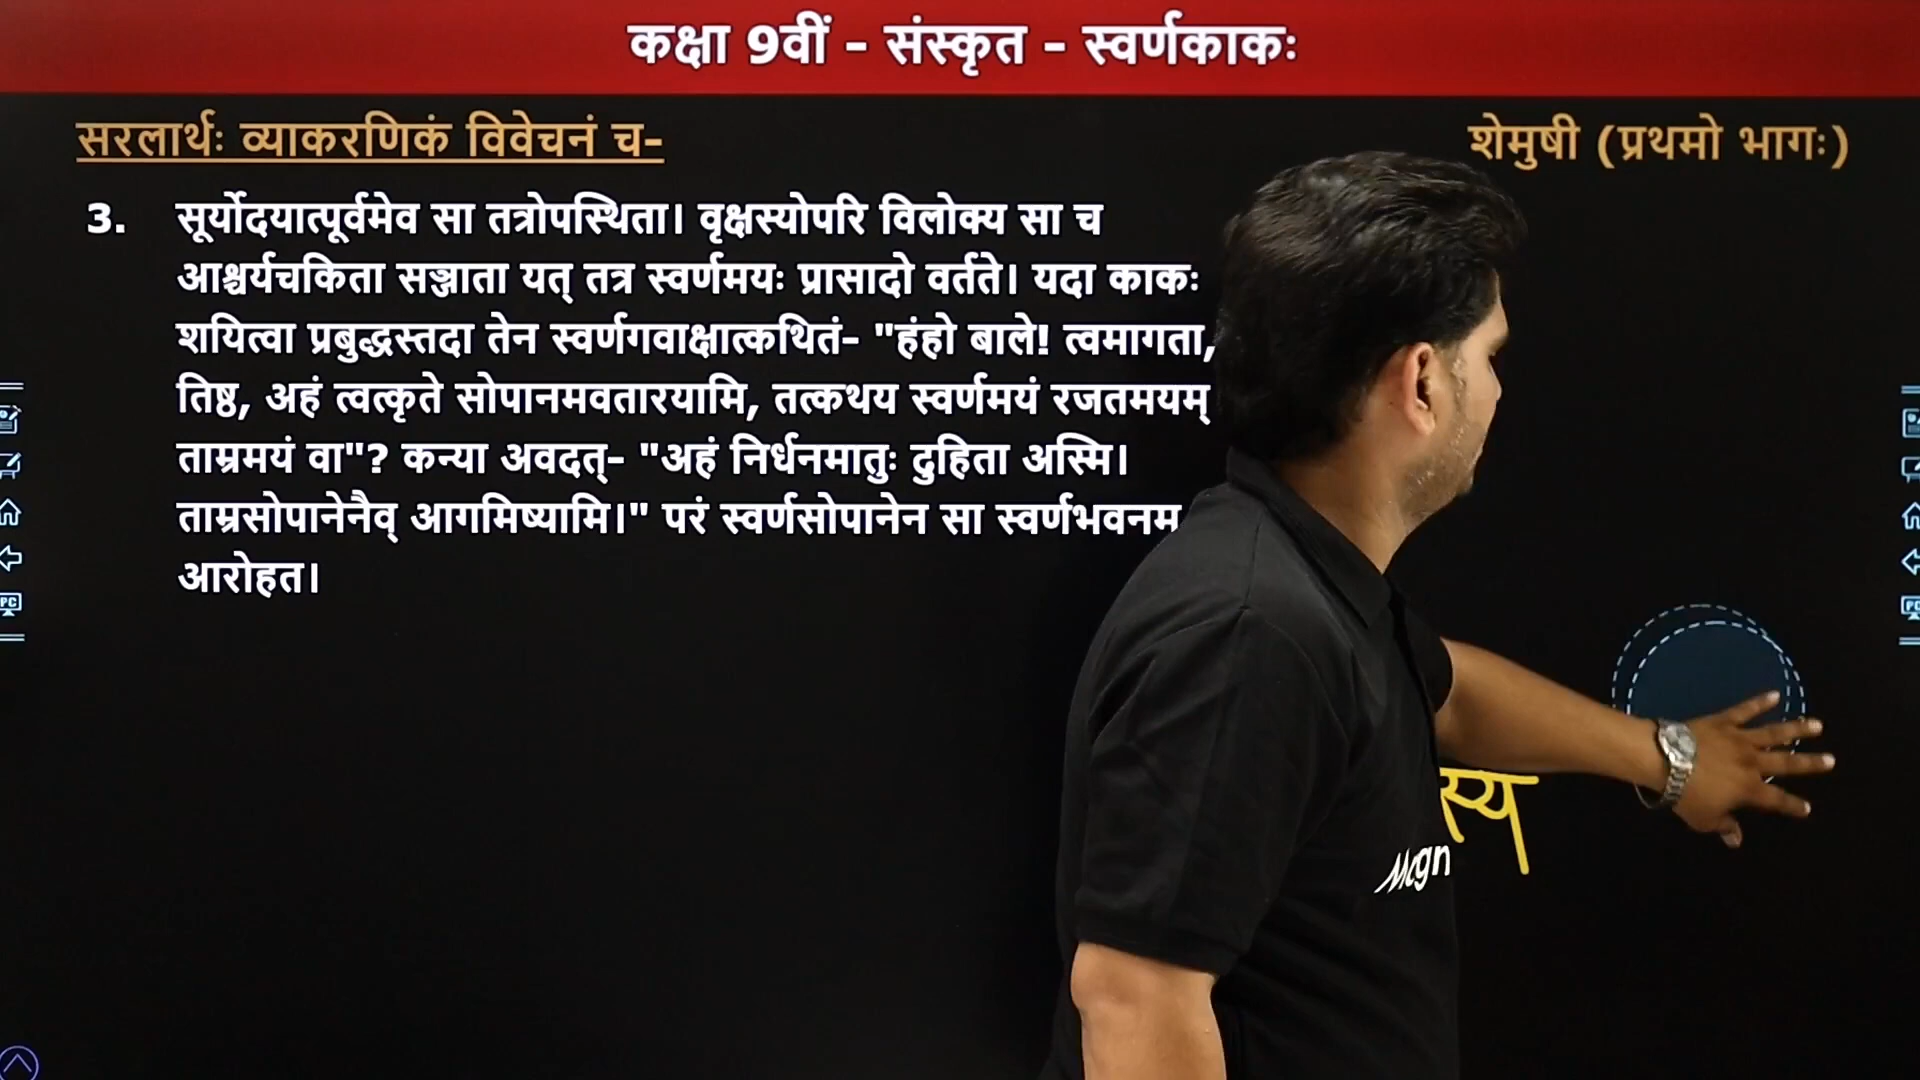 कक्षा 9वीं - संस्कृत - स्वर्णकाकः
सरलार्थः व्याकरणिकं विवेचनं च-
शेमुषी (प्रथमो भागः)
3. सूर्योदयात्पूर्वमेव सा तत्रोपस्थिता। वृक्षस्योपरि विलोक्य सा च
आश्चर्यचकिता सञ्जाता यत् तत्र स्वर्णमयः प्रासादो वर्तते। यदा काकः
शयित्वा प्रबुद्धस्तदा तेन स्वर्णगवाक्षात्कथितं- "हंहो बाले! त्वमागता,
तिष्ठ, अहं त्वत्कृते सोपानमवतारयामि, तत्कथय स्वर्णमयं रजतमयम्
ताम्रमयं वा"? कन्या अवदत्- "अहं निर्धनमातुः दुहिता अस्मि।
ताम्रसोपानेनैव् आगमिष्यामि।" परं स्वर्णसोपानेन सा स्वर्णभवनम
आरोहत।
स्य
Magn
PC